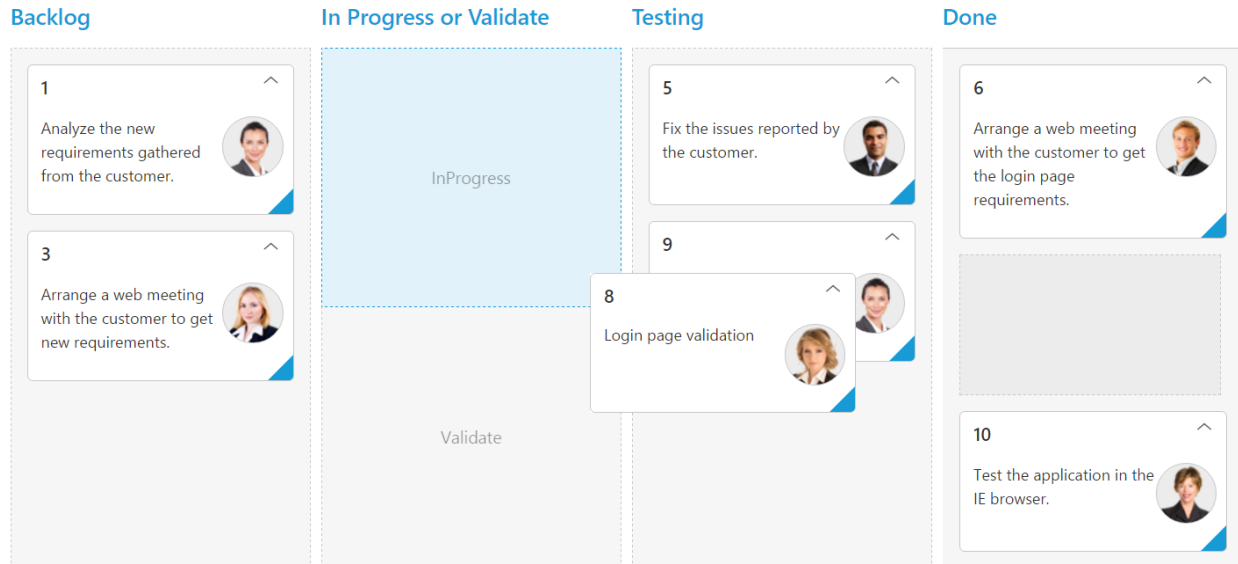 Backlog
In Progress or Validate
Testing
Done
1
Analyze the new
requirements gathered
from the customer.
3
Arrange a web meeting
with the customer to get
new requirements.
InProgress
Validate
5
Fix the issues reported by
the customer.
9
8
Login page validation
6
Arrange a web meeting
with the customer to get
the login page
requirements.
10
Test the application in the
IE browser.